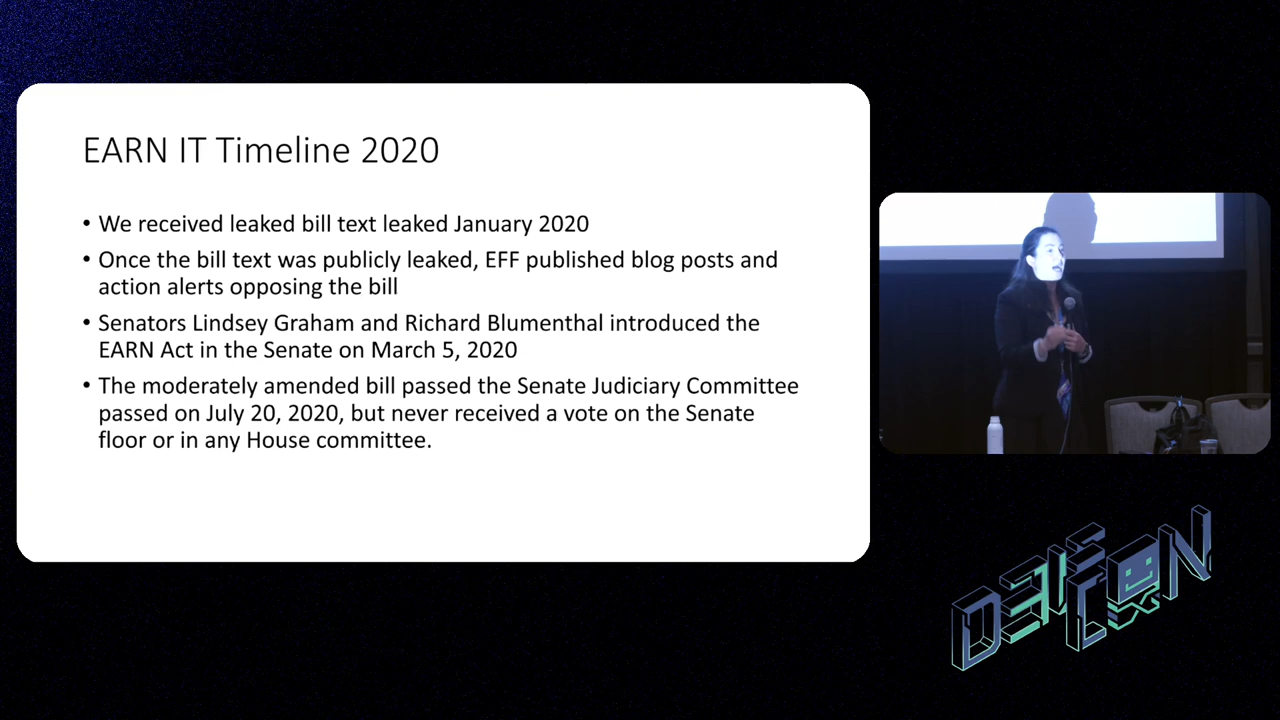 EARN IT Timeline 2020
• We received leaked bill text leaked January 2020
• Once the bill text was publicly leaked, EFF published blog posts and
action alerts opposing the bill
• Senators Lindsey Graham and Richard Blumenthal introduced the
EARN Act in the Senate on March 5, 2020
• The moderately amended bill passed the Senate Judiciary Committee
passed on July 20, 2020, but never received a vote on the Senate
floor or in any House committee.
DEF CON